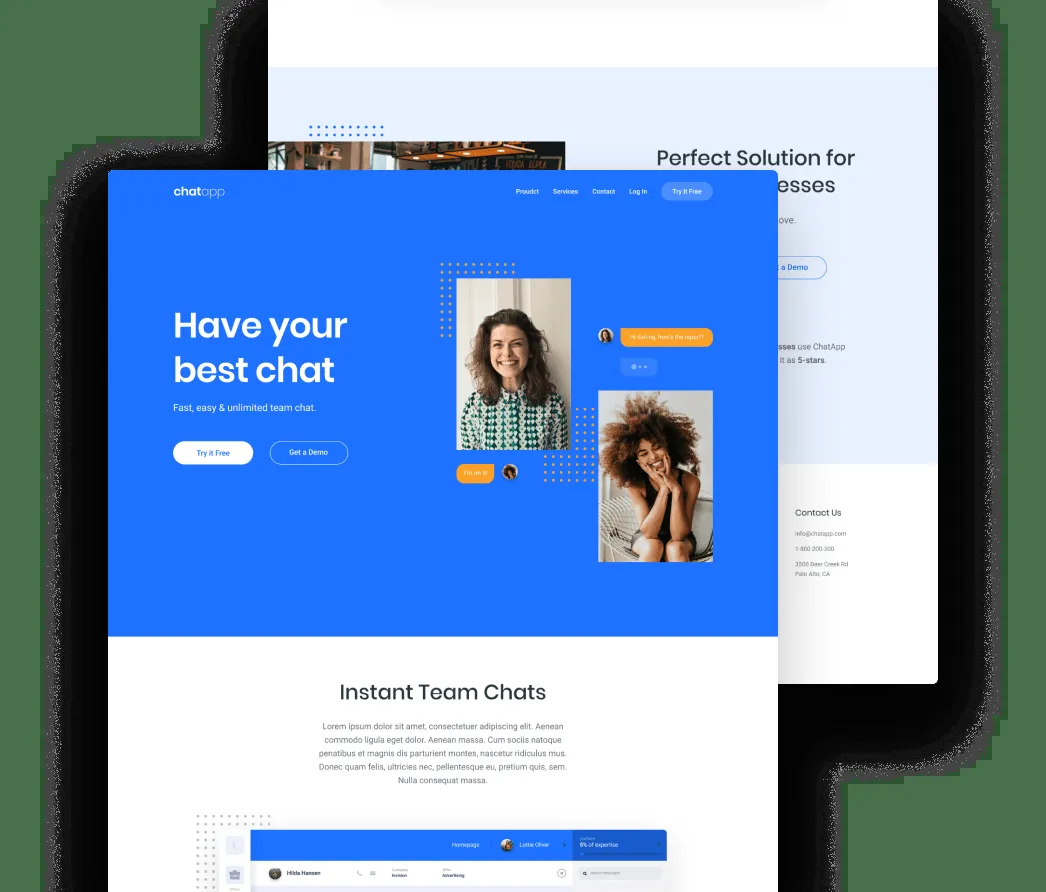 Perfect Solution for
esses
ove.
a Demo
sses use ChatApp
it as 5-stars.
Contact Us
info@chatapp.com
1-800-200-300
3500 Deer Creek Rd
Palo Alto, CA
chatapp
Proudct Services Contact Log In Try It Free
Have your
best chat
Fast, easy & unlimited team chat.
Try it Free Get a Demo
Hi darling, how's the report?
I'm on it!
Instant Team Chats
Lorem ipsum dolor sit amet, consectetuer adipiscing elit. Aenean
commodo ligula eget dolor. Aenean massa. Cum sociis natoque
penatibus et magnis dis parturient montes, nascetur ridiculus mus.
Donec quam felis, ultricies nec, pellentesque eu, pretium quis, sem.
Nulla consequat massa.
Homepage Lottie Oliver
5% of expertise
Hilda Hansen
Company
Invision
Advertising